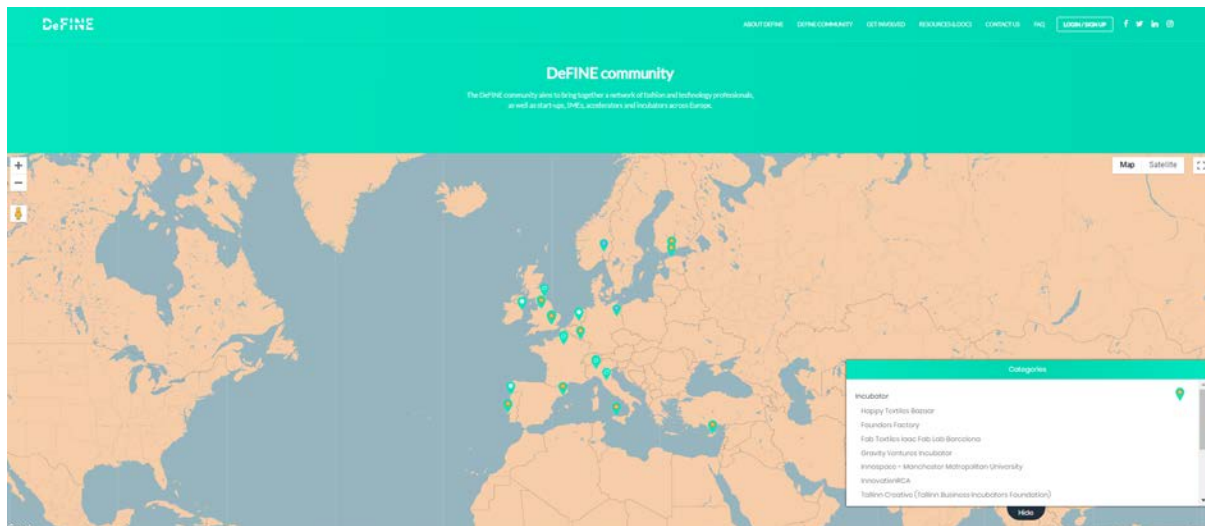 DeFINE
ABOUT DEFINE DEFINE COMMUNITY GET INVOLVED RESOURCES & DOCS CONTACT US FAQ LOGIN / SIGN UP
DeFINE community
The DeFINE community aims to bring together a network of fashion and technology professionals,
as well as start-ups, SMEs, accelerators and incubators across Europe.
Map Satellite
Categories
Incubator
Happy Textiles Bazaar
Founders Factory
Fab Textiles Iaac Fab Lab Barcelona
Gravity Ventures Incubator
Innospace - Manchester Metropolitan University
InnovationRCA
Tallinn Creative (Tallinn Business Incubators Foundation)
Hide